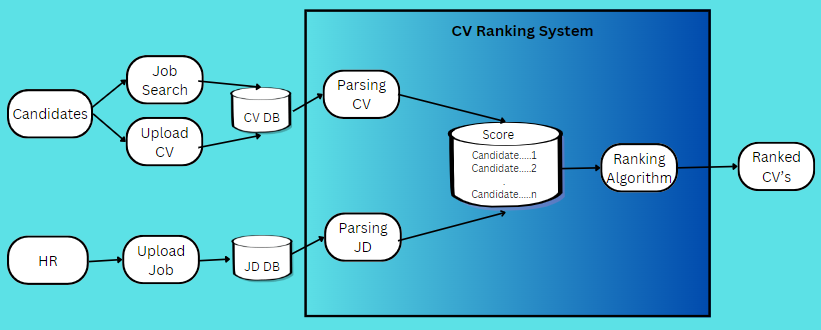 CV Ranking System
Candidates
Job
Search
Upload
CV
CV DB
Parsing
CV
Score
Candidate.....1
Candidate.....2
.
Candidate.....n
Ranking
Algorithm
Ranked
CV's
HR
Upload
Job
JD DB
Parsing
JD